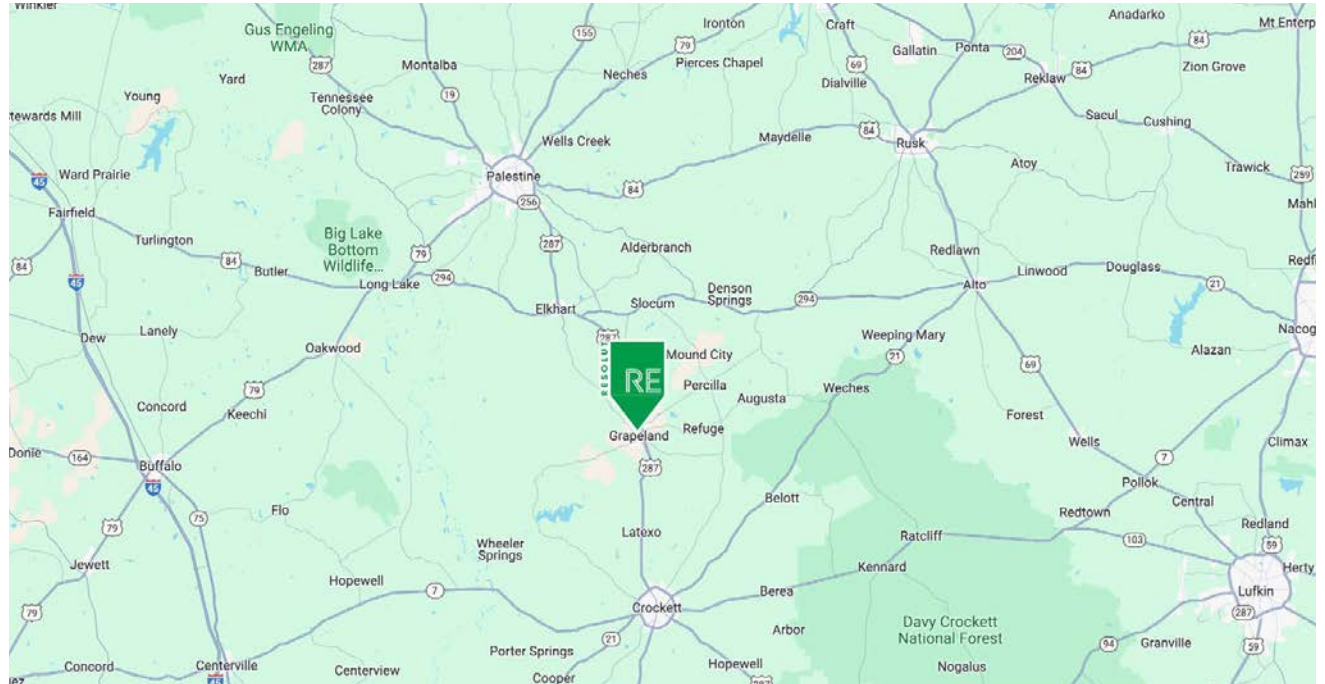 Winkler
Gus Engeling
WMA
287
Yard
Montalba
155
Ironton
79
Neches
Pierces Chapel
Craft
69
Dialville
Gallatin
Ponta
204
Reklaw
84
Anadarko
84
Mt Enterp
Zion Grove
Young
Tennessee
Colony
19
tewards Mill
Wells Creek
Maydelle
84
Rusk
Sacul
Cushing
Atoy
Trawick
259
45
Ward Prairie
Palestine
256
84
Mahl
Fairfield
Turlington
Big Lake
Bottom
Wildlife...
79
287
Alderbranch
Redlawn
84
84
Butler
Long Lake
294
Linwood
Douglass
21
Redfi
45
Elkhart
Slocum
Denson
Springs
294
Alto
Dew
Lanely
Oakwood
287
RESOLUT
RE
Mound City
Weeping Mary
21
Nacog
Alazan
79
Percilla
Weches
69
Concord
Keechi
Augusta
Forest
Grapeland
Refuge
Wells
Climax
Donie
164
Buffalo
45
287
7
Pollok
Flo
Belott
Central
79
75
Latexo
Redtown
Redland
Wheeler
Springs
Ratcliff
103
59
Jewett
Kennard
Herty
Hopewell
7
Berea
Lufkin
79
Crockett
287
Davy Crockett
National Forest
Arbor
21
94
Granville
59
Concord
Centerville
Centerview
Porter Springs
Hopewell
Nogalus
45
Cooper
287